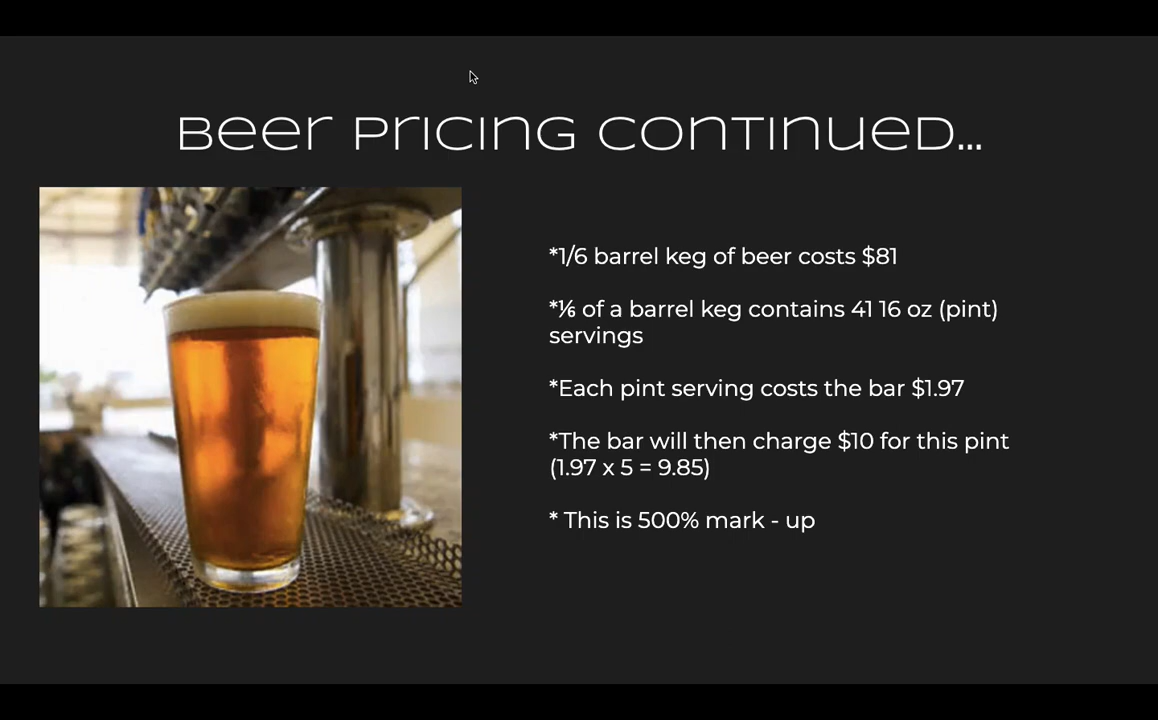 Beer Pricing Continued...
*1/6 barrel keg of beer costs $81
*⅙ of a barrel keg contains 41 16 oz (pint)
servings
*Each pint serving costs the bar $1.97
*The bar will then charge $10 for this pint
(1.97 x 5 = 9.85)
* This is 500% mark - up